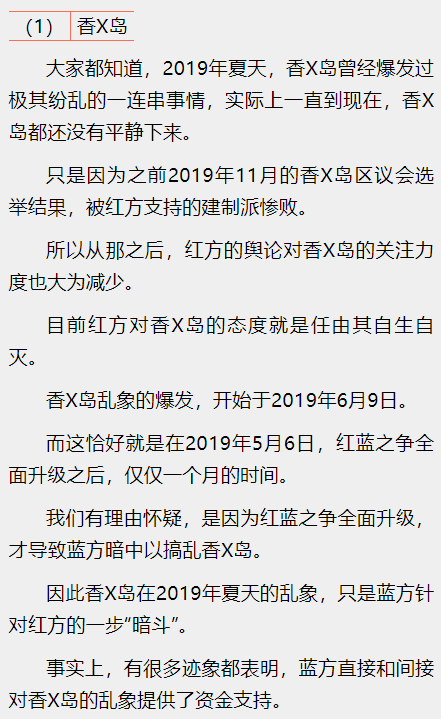 （1） 香X岛
大家都知道，2019年夏天，香X岛曾经爆发过
极其纷乱的一连串事情，实际上一直到现在，香X
岛都还没有平静下来。
只是因为之前2019年11月的香X岛区议会选
举结果，被红方支持的建制派惨败。
所以从那之后，红方的舆论对香X岛的关注力
度也大为减少。
目前红方对香X岛的态度就是任由其自生自
灭。
香X岛乱象的爆发，开始于2019年6月9日。
而这恰好就是在2019年5月6日，红蓝之争全
面升级之后，仅仅一个月的时间。
我们有理由怀疑，是因为红蓝之争全面升级，
才导致蓝方暗中以搞乱香X岛。
因此香X岛在2019年夏天的乱象，只是蓝方针
对红方的一步“暗斗”。
事实上，有很多迹象都表明，蓝方直接和间接
对香X岛的乱象提供了资金支持。